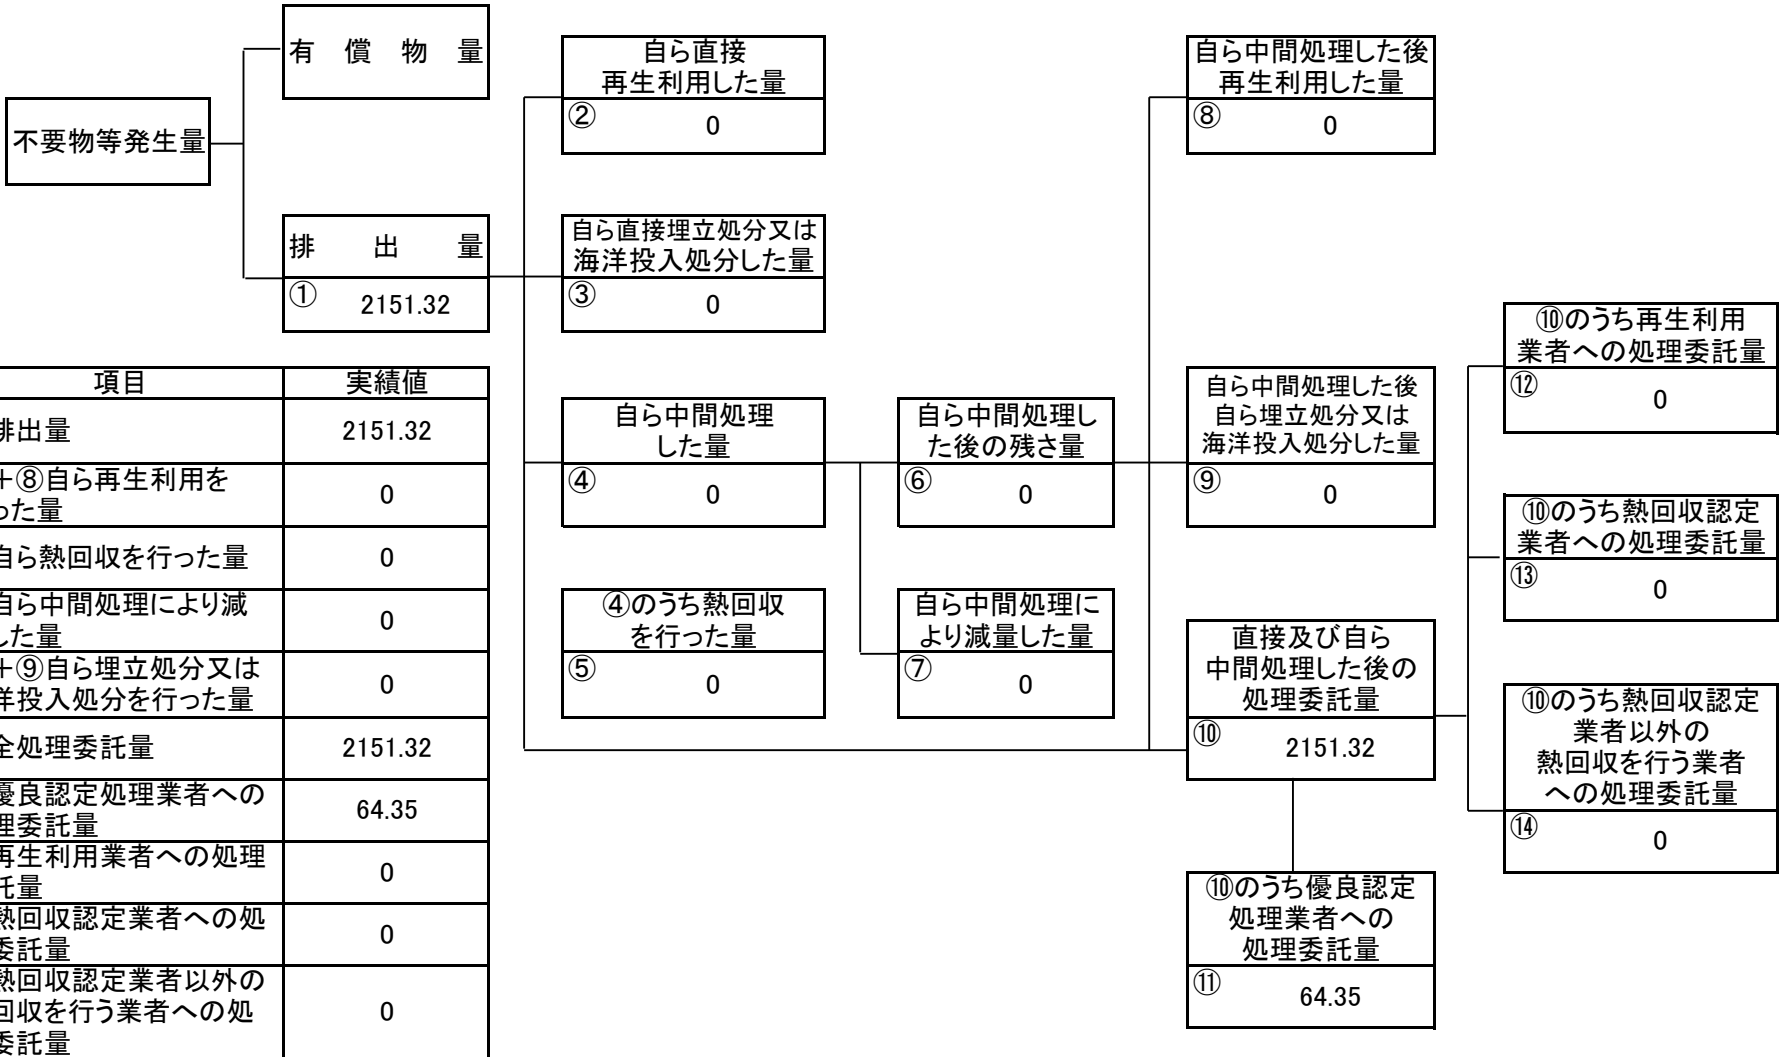 有 償 物 量
不要物等発生量
排 出 量
① 2151.32
自ら直接
再生利用した量
② 0
自ら直接埋立処分又は
海洋投入処分した量
③ 0
自ら中間処理
した量
④ 0
④のうち熱回収
を行った量
⑤ 0
自ら中間処理し
た後の残さ量
⑥ 0
自ら中間処理に
より減量した量
⑦ 0
自ら中間処理した後
再生利用した量
⑧ 0
自ら中間処理した後
自ら埋立処分又は
海洋投入処分した量
⑨ 0
直接及び自ら
中間処理した後の
処理委託量
⑩ 2151.32
⑩のうち優良認定
処理業者への
処理委託量
⑪ 64.35
⑩のうち再生利用
業者への処理委託量
⑫ 0
⑩のうち熱回収認定
業者への処理委託量
⑬ 0
⑩のうち熱回収認定
業者以外の
熱回収を行う業者
への処理委託量
⑭ 0
項目 実績値
排出量 2151.32
+⑧自ら再生利用を
った量 0
自ら熱回収を行った量 0
自ら中間処理により減
した量 0
+⑨自ら埋立処分又は
洋投入処分を行った量 0
全処理委託量 2151.32
優良認定処理業者への
理委託量 64.35
再生利用業者への処理
託量 0
熱回収認定業者への処
委託量 0
熱回収認定業者以外の
回収を行う業者への処
委託量 0